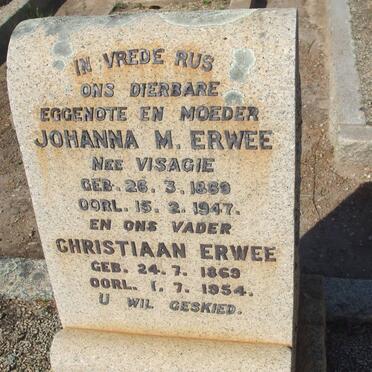 IN VREDE RUS
ONS DIERBARE
EGGENOTE EN MOEDER
JOHANNA M. ERWEE
NEE VISAGIE
GEB. 26. 3. 1869
OORL. 15. 2. 1947.
EN ONS VADER
CHRISTIAAN ERWEE
GEB. 24. 7. 1869
OORL. 1. 7. 1954.
U WIL GESKIED.